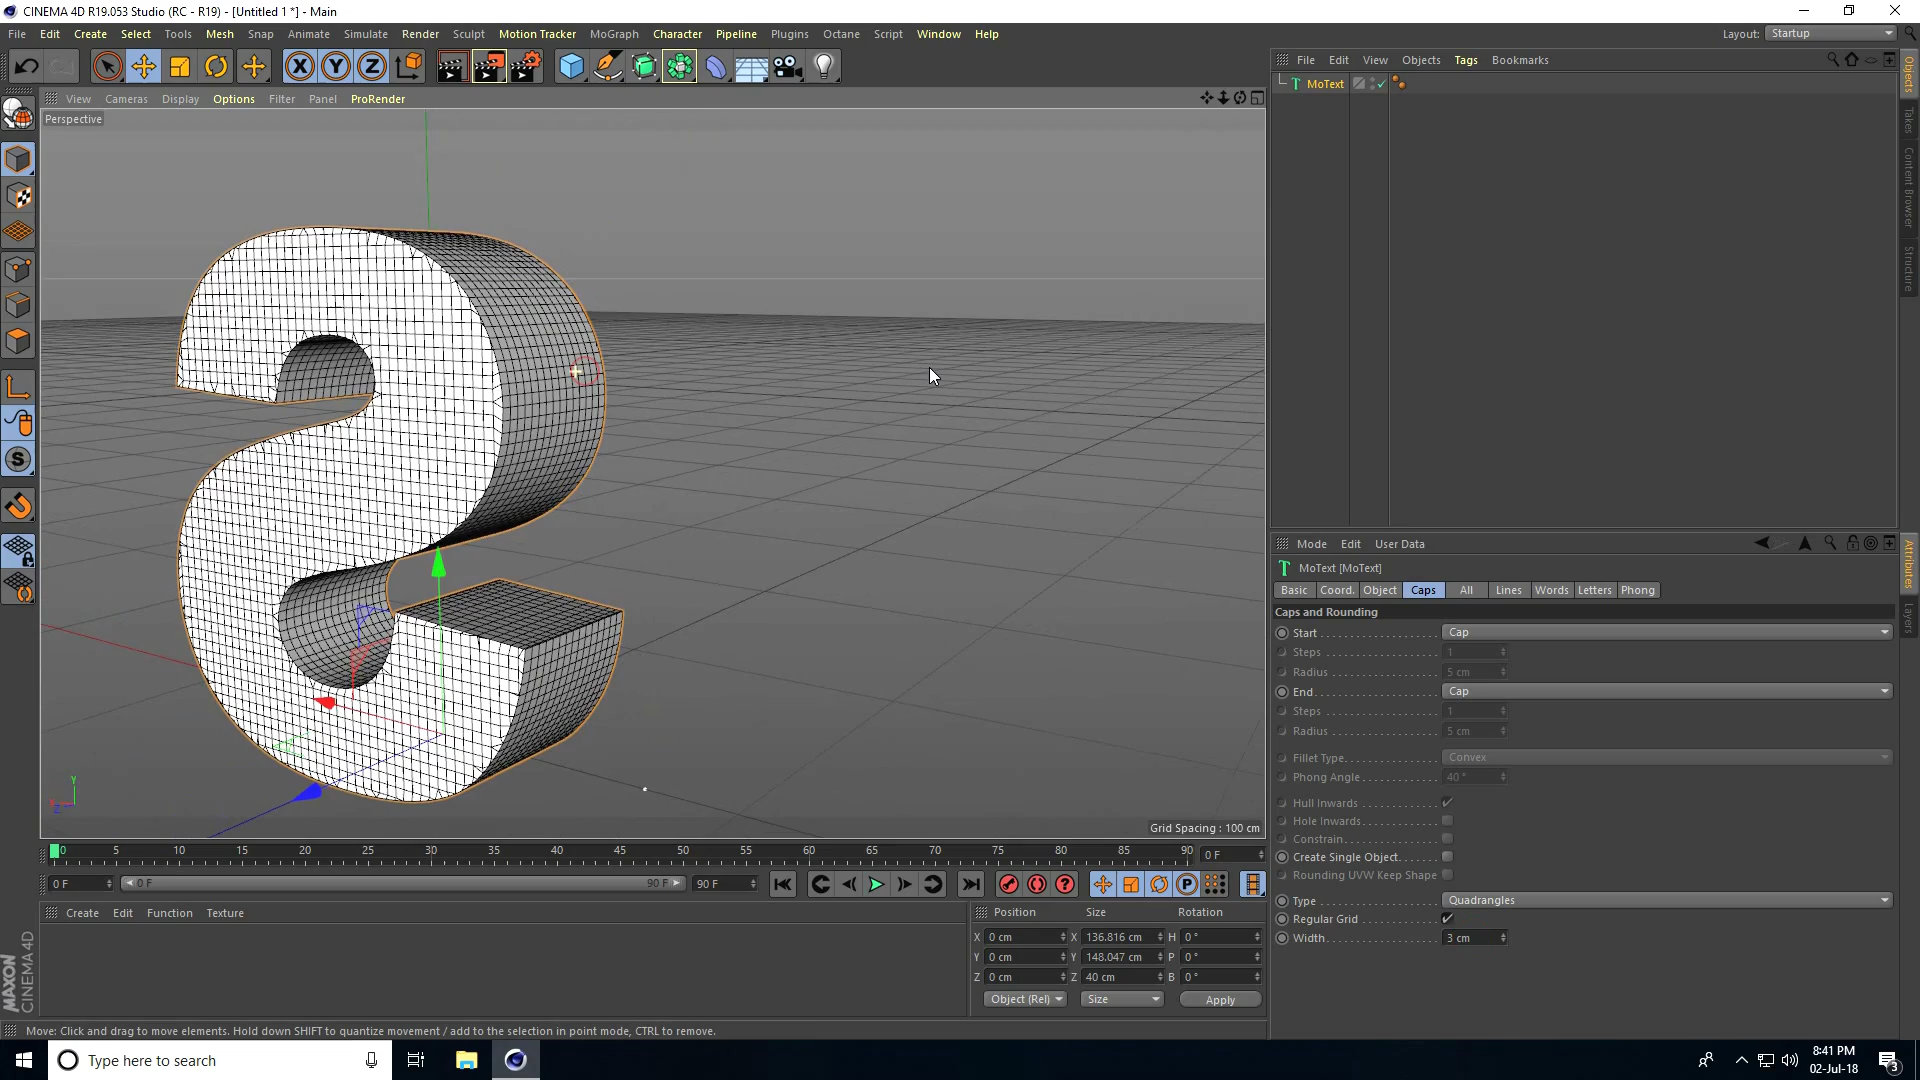 CINEMA 4D R19.053 Studio (RC - R19) - [Untitled 1 *] - Main
File Edit Create Select Tools Mesh Snap Animate Simulate Render Sculpt Motion Tracker MoGraph Character Pipeline Plugins Octane Script Window Help
Layout: Startup
X Y Z
File Edit View Objects Tags Bookmarks
MoText
View Cameras Display Options Filter Panel ProRender
Perspective
Objects
Takes
Content Browser
Structure
Y
Z
Grid Spacing : 100 cm
Mode Edit User Data
MoText [MoText]
Basic Coord. Object Caps All Lines Words Letters Phong
Caps and Rounding
Start Cap
Steps 1
Radius 5 cm
End Cap
Steps 1
Radius 5 cm
Fillet Type. Convex
Phong Angle 40 °
Hull Inwards
Hole Inwards
Constrain
Create Single Object
Rounding UVW Keep Shape
Type Quadrangles
Regular Grid
Width 3 cm
Attributes
Layers
0 5 10 15 20 25 30 35 40 45 50 55 60 65 70 75 80 85 90
0 F
0 F 0 F 90 F 90 F
P
S
Create Edit Function Texture
Position Size Rotation
X 0 cm X 136.816 cm H 0 °
Y 0 cm Y 148.047 cm P 0 °
Z 0 cm Z 40 cm B 0 °
Object (Rel) Size Apply
MAXON
CINEMA 4D
Move: Click and drag to move elements. Hold down SHIFT to quantize movement / add to the selection in point mode, CTRL to remove.
Type here to search
8:41 PM
02-Jul-18
3